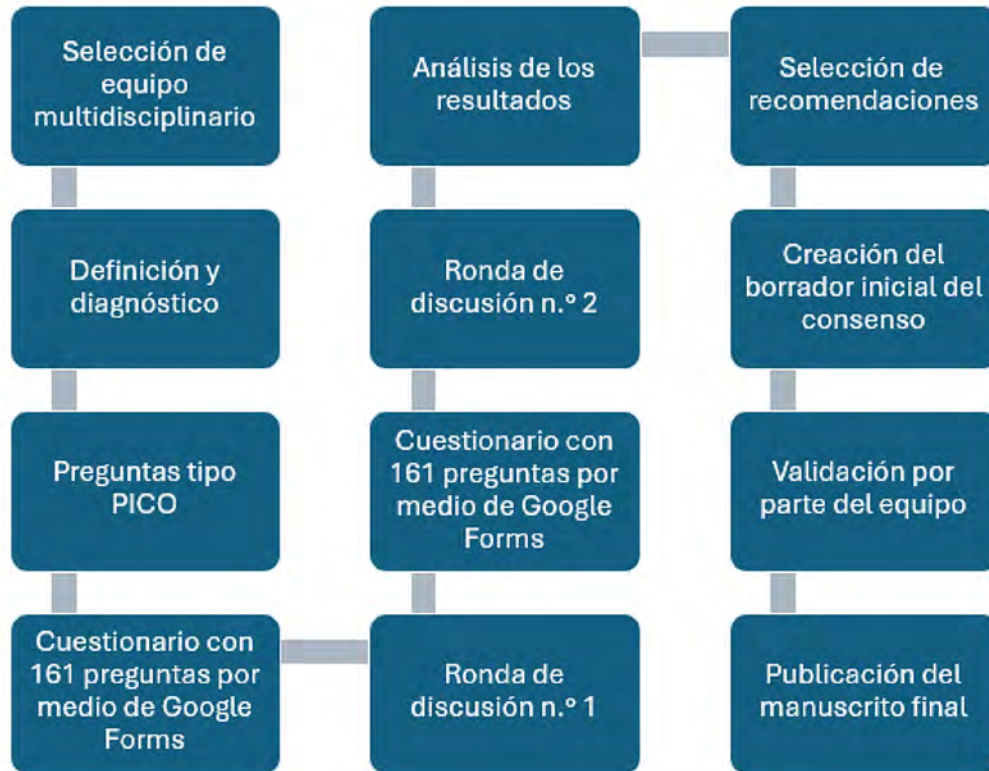 Selección de
equipo
multidisciplinario
Definición y
diagnóstico
Preguntas tipo
PICO
Cuestionario con
161 preguntas por
medio de Google
Forms
Ronda de
discusión n.º 1
Cuestionario con
161 preguntas por
medio de Google
Forms
Ronda de
discusión n.º 2
Análisis de los
resultados
Selección de
recomendaciones
Creación del
borrador inicial del
consenso
Validación por
parte del equipo
Publicación del
manuscrito final